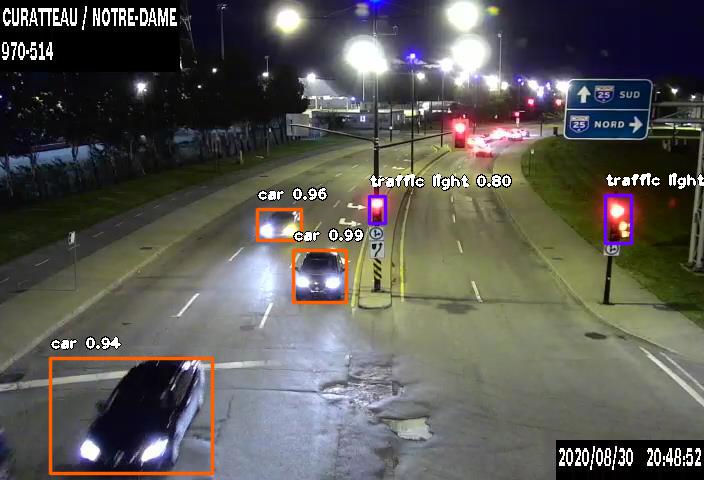 CURATTEAU / NOTRE-DAME
970-514
25 SUD
25 NORD
traffic light 0.80
traffic light
car 0.96
car 0.99
car 0.94
2020/08/30 20:48:52